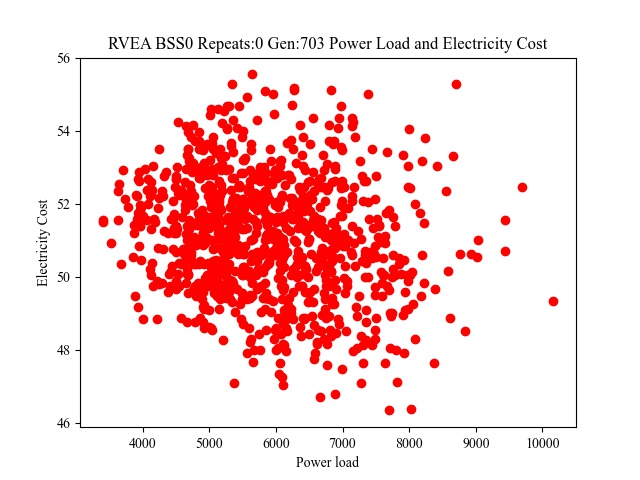 RVEA BSS0 Repeats:0 Gen:703 Power Load and Electricity Cost
56
54
52
50
48
46
Electricity Cost
4000 5000 6000 7000 8000 9000 10000
Power load